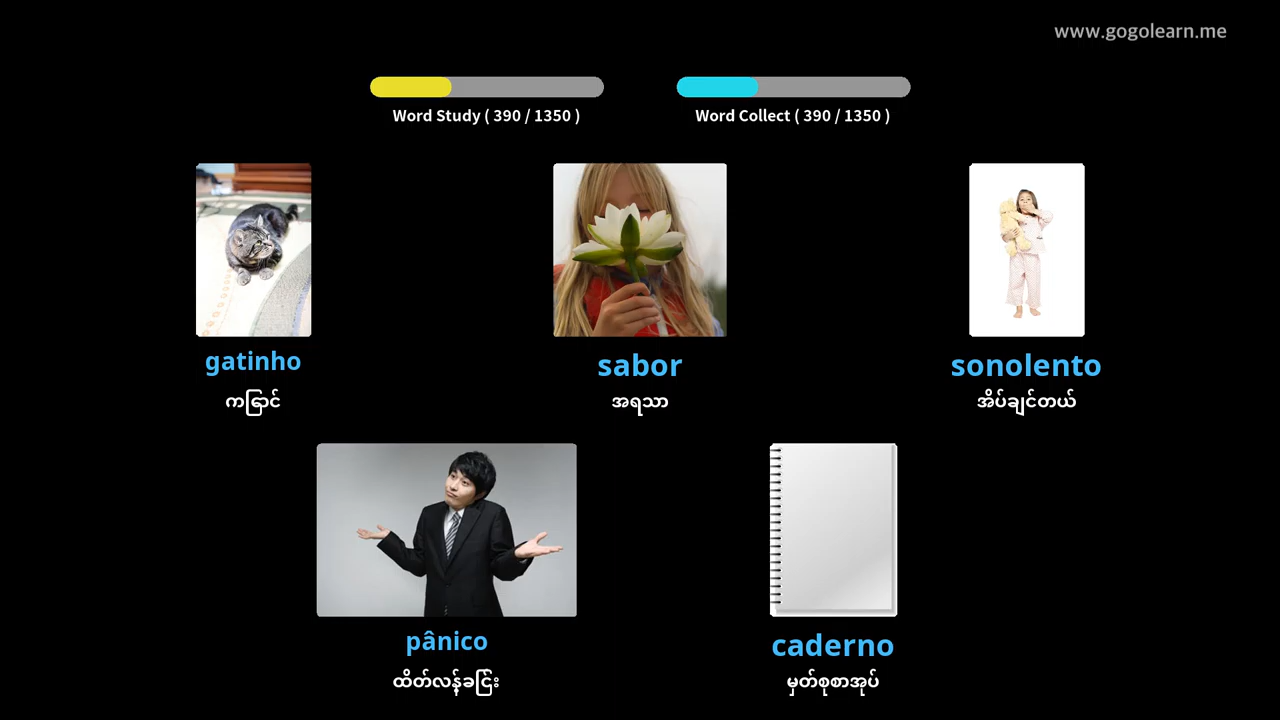 www.gogolearn.me
Word Study ( 390 / 1350 )
Word Collect ( 390 / 1350 )
gatinho
ကြောင်
sabor
အရသာ
sonolento
အိပ်ချင်တယ်
pânico
ထိတ်လန့်ခြင်း
caderno
မှတ်စုစာအုပ်